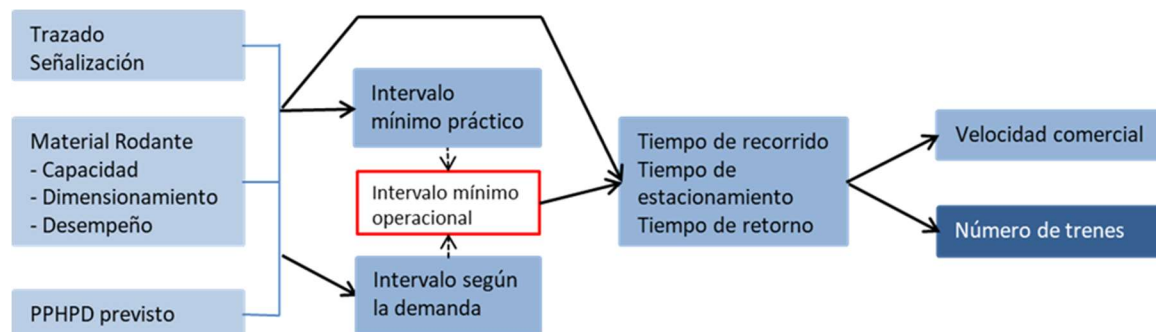 Trazado
Señalización
Material Rodante
- Capacidad
- Dimensionamiento
- Desempeño
PPHPD previsto
Intervalo
mínimo práctico
Intervalo mínimo
operacional
Intervalo según
la demanda
Tiempo de recorrido
Tiempo de
estacionamiento
Tiempo de retorno
Velocidad comercial
Número de trenes